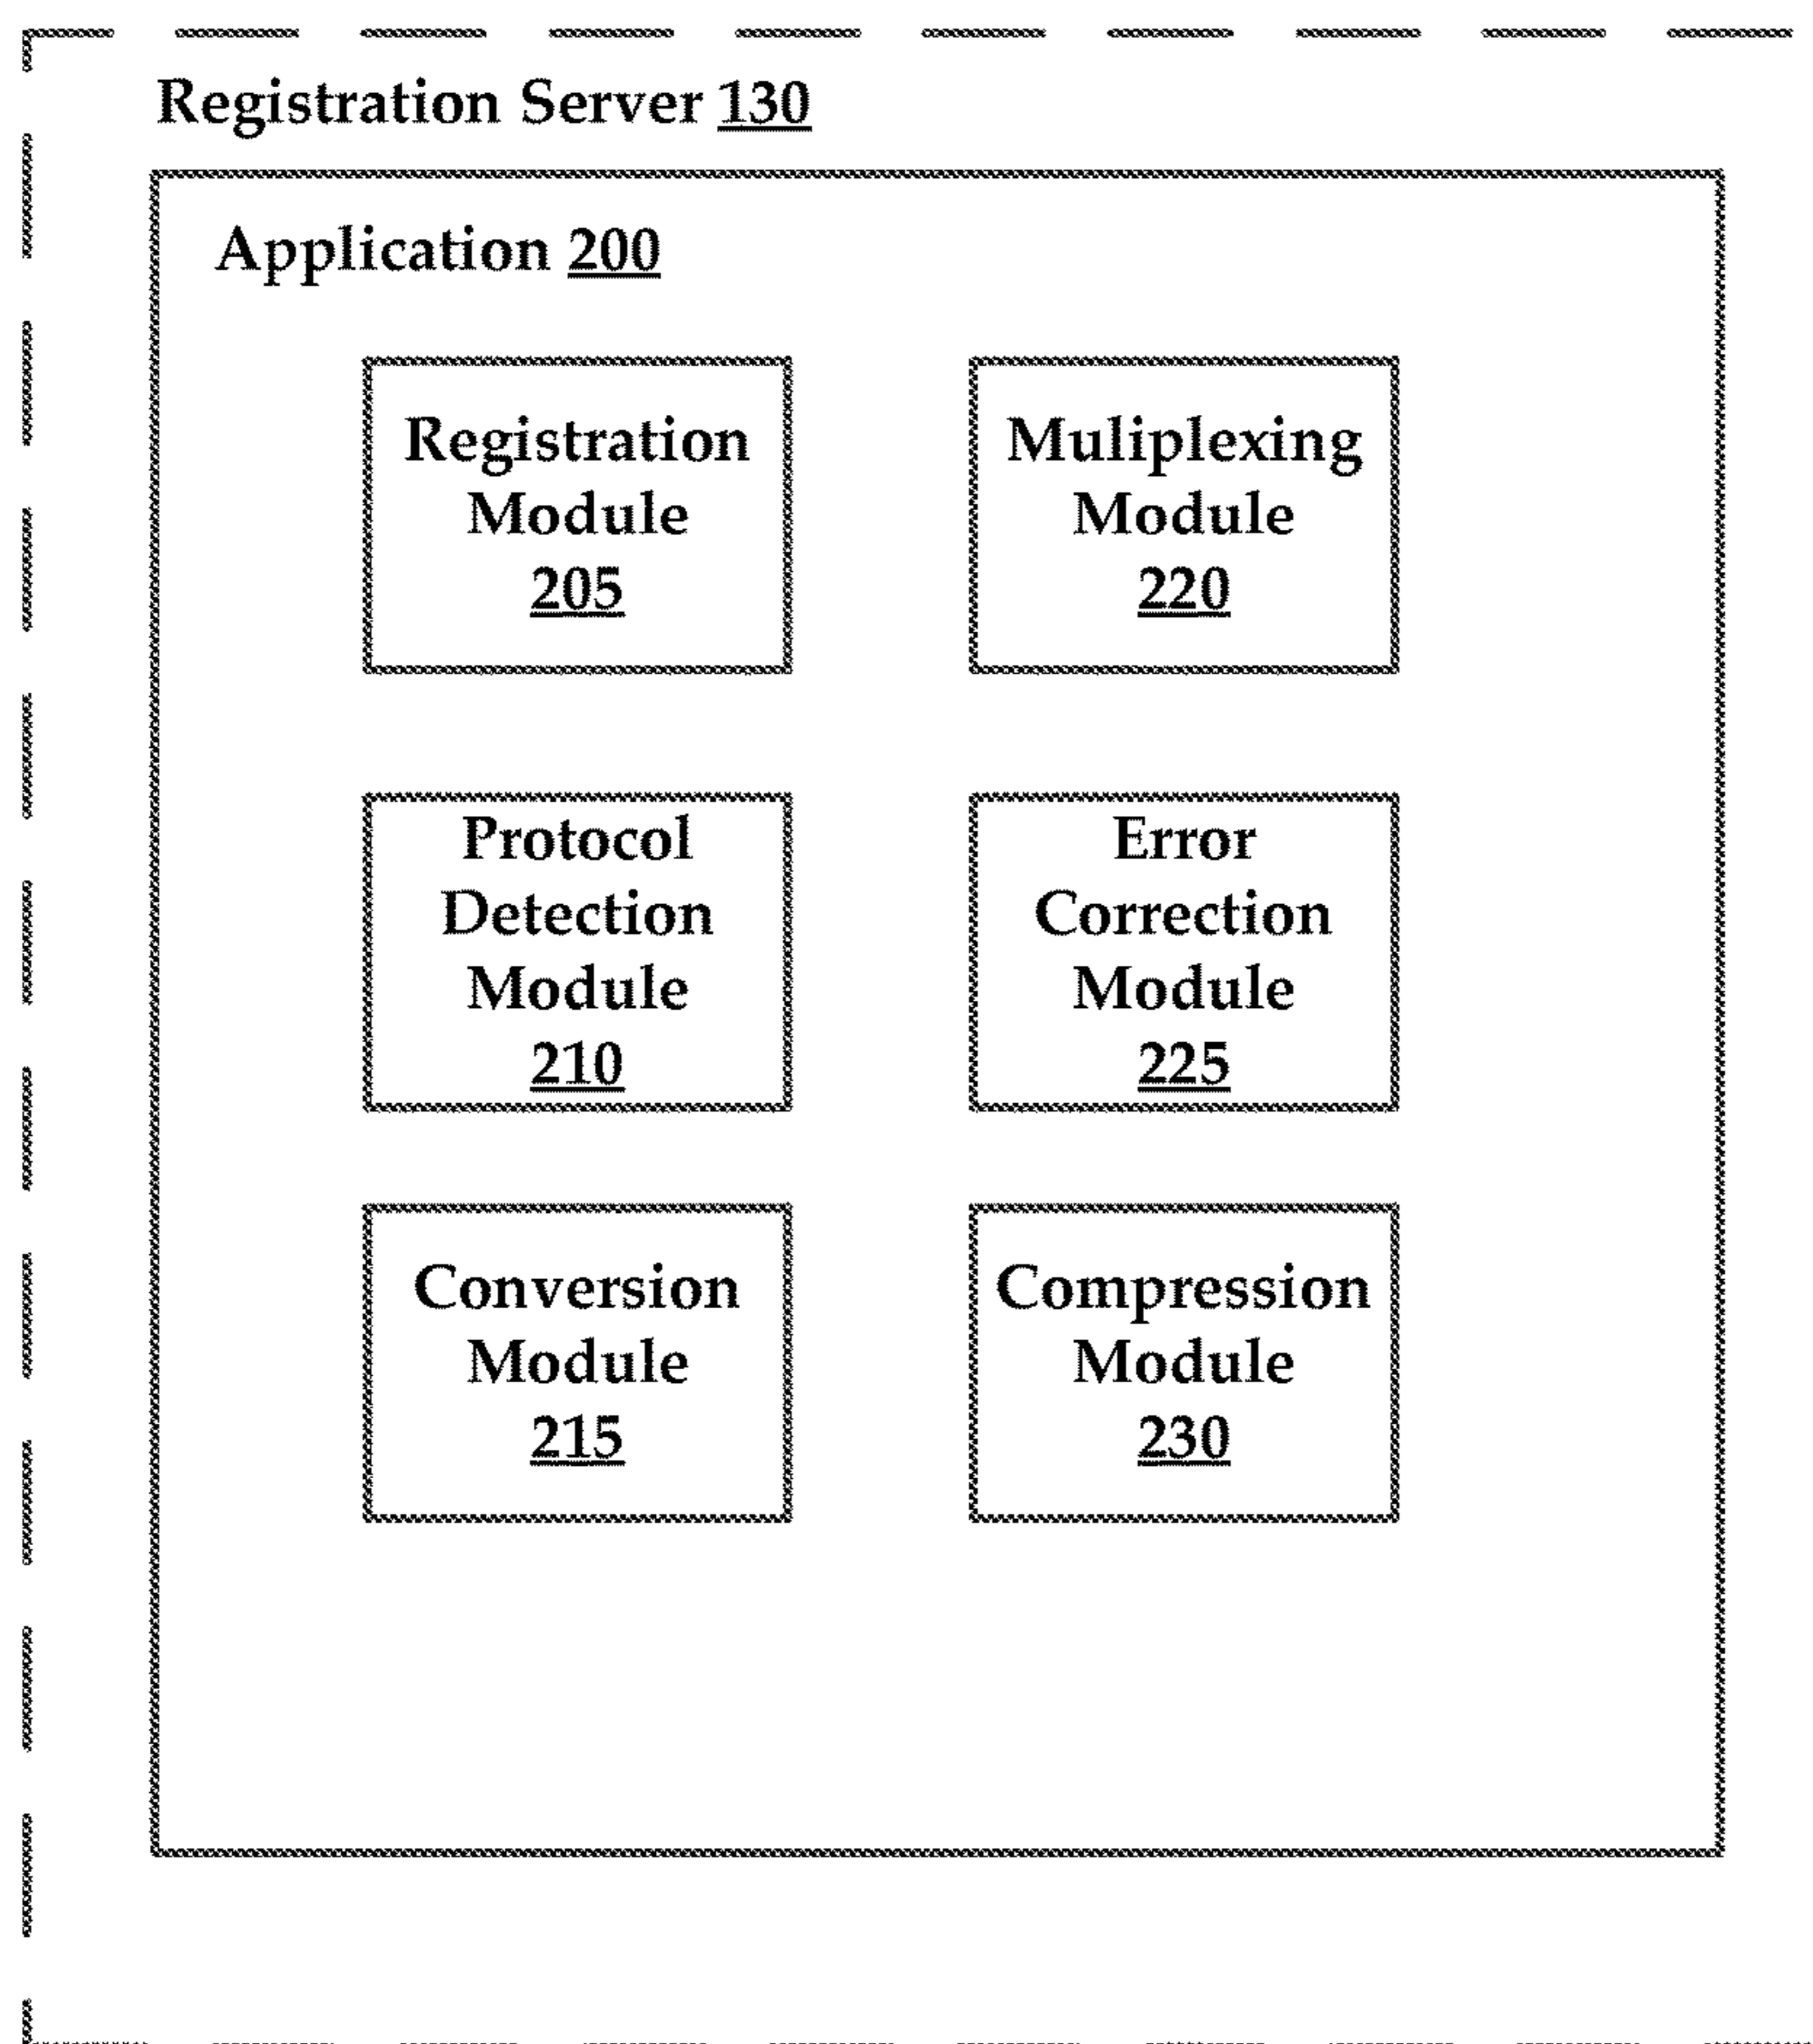 Registration Server 130
Application 200
Registration
Module
205
Muliplexing
Module
220
Protocol
Detection
Module
210
Error
Correction
Module
225
Conversion
Module
215
Compression
Module
230